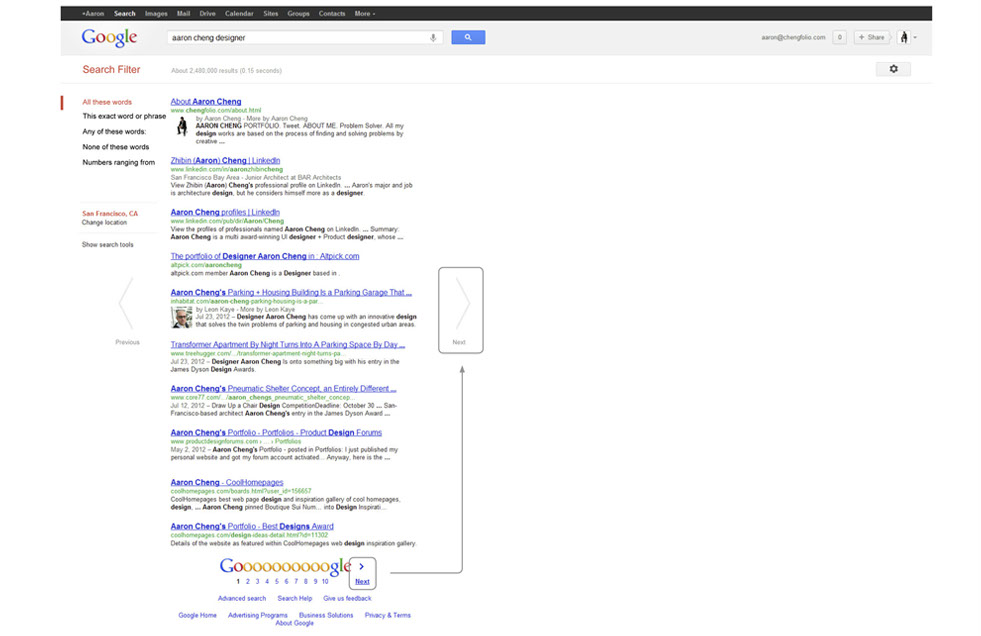 +Aaron Search Images Mail Drive Calendar Sites Groups Contacts More
Google aaron cheng designer aaron@chengfolio.com 0 + Share
Search Filter About 2,480,000 results (0.15 seconds)
All these words
This exact word or phrase
Any of these words:
None of these words
Numbers ranging from
San Francisco, CA
Change location
Show search tools
Previous
About Aaron Cheng
www.chengfolio.com/about.html
by Aaron Cheng - More by Aaron Cheng
AARON CHENG PORTFOLIO. Tweet. ABOUT ME. Problem Solver. All my
design works are based on the process of finding and solving problems by
creative ...
Zhibin (Aaron) Cheng | LinkedIn
www.linkedin.com/in/aaronzhibincheng
San Francisco Bay Area - Junior Architect at BAR Architects
View Zhibin (Aaron) Cheng's professional profile on LinkedIn. ... Aaron's major and job
is architecture design, but he considers himself more as a designer.
Aaron Cheng profiles | LinkedIn
www.linkedin.com/pub/dir/Aaron/Cheng
View the profiles of professionals named Aaron Cheng on LinkedIn. ... Summary:
Aaron Cheng is a multi award-winning UI designer + Product designer, whose ...
The portfolio of Designer Aaron Cheng in : Altpick.com
altpick.com/aaroncheng
altpick.com member Aaron Cheng is a Designer based in .
Aaron Cheng's Parking + Housing Building Is a Parking Garage That ...
inhabitat.com/aaron-cheng-parking-housing-is-a-par...
by Leon Kaye - More by Leon Kaye
Jul 23, 2012 – Designer Aaron Cheng has come up with an innovative design
that solves the twin problems of parking and housing in congested urban areas.
Transformer Apartment By Night Turns Into A Parking Space By Day ...
www.treehugger.com/.../transformer-apartment-night-turns-pa...
Jul 23, 2012 – Designer Aaron Cheng Is onto something big with his entry in the
James Dyson Design Awards.
Aaron Cheng's Pneumatic Shelter Concept, an Entirely Different ...
www.core77.com/.../aaron_chengs_pneumatic_shelter_concep...
Jul 12, 2012 – Draw Up a Chair Design CompetitionDeadline: October 30 ... San-
Francisco-based architect Aaron Cheng's entry in the James Dyson Award ...
Aaron Cheng's Portfolio - Portfolios - Product Design Forums
www.productdesignforums.com › ... › Portfolios
May 2, 2012 – Aaron Cheng's Portfolio - posted in Portfolios: I just published my
personal website and got my forum account activated... Anyway, here is the ...
Aaron Cheng - CoolHomepages
coolhomepages.com/boards.html?user_id=156657
CoolHomepages best web page design and inspiration gallery of cool homepages,
design, ... Aaron Cheng pinned Boutique Sui Num... into Design Inspirati...
Aaron Cheng's Portfolio - Best Designs Award
coolhomepages.com/design-ideas-detail.html?id=11302
Details of the website as featured within CoolHomepages web design inspiration gallery.
Next
Goooooooooogle >
1 2 3 4 5 6 7 8 9 10 Next
Advanced search Search Help Give us feedback
Google Home Advertising Programs Business Solutions Privacy & Terms
About Google